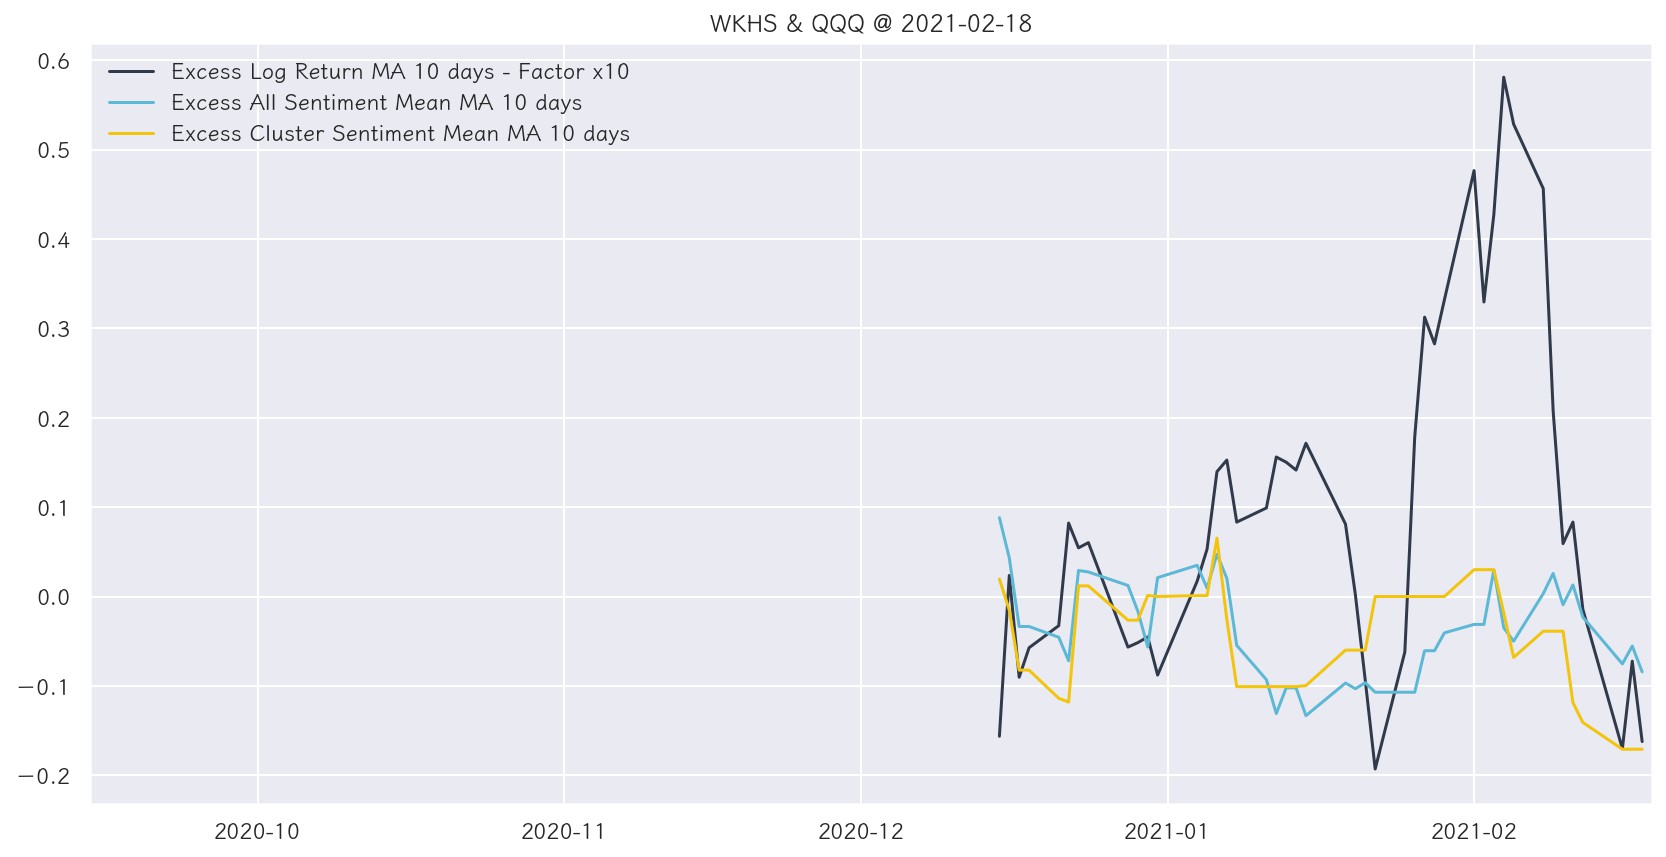 WKHS & QQQ @ 2021-02-18
Excess Log Return MA 10 days - Factor x10
Excess All Sentiment Mean MA 10 days
Excess Cluster Sentiment Mean MA 10 days
0.6
0.5
0.4
0.3
0.2
0.1
0.0
−0.1
−0.2
2020-10 2020-11 2020-12 2021-01 2021-02